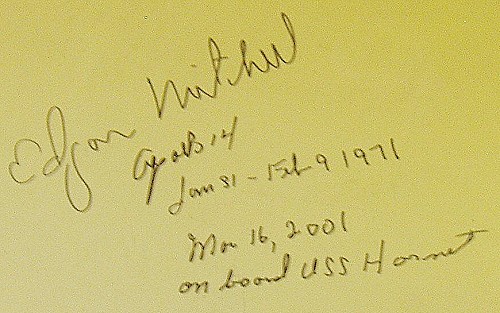 Edgar Mitchell
Apollo 14
Jan 31 - Feb 9 1971
Mar 16, 2001
on board USS Hornet